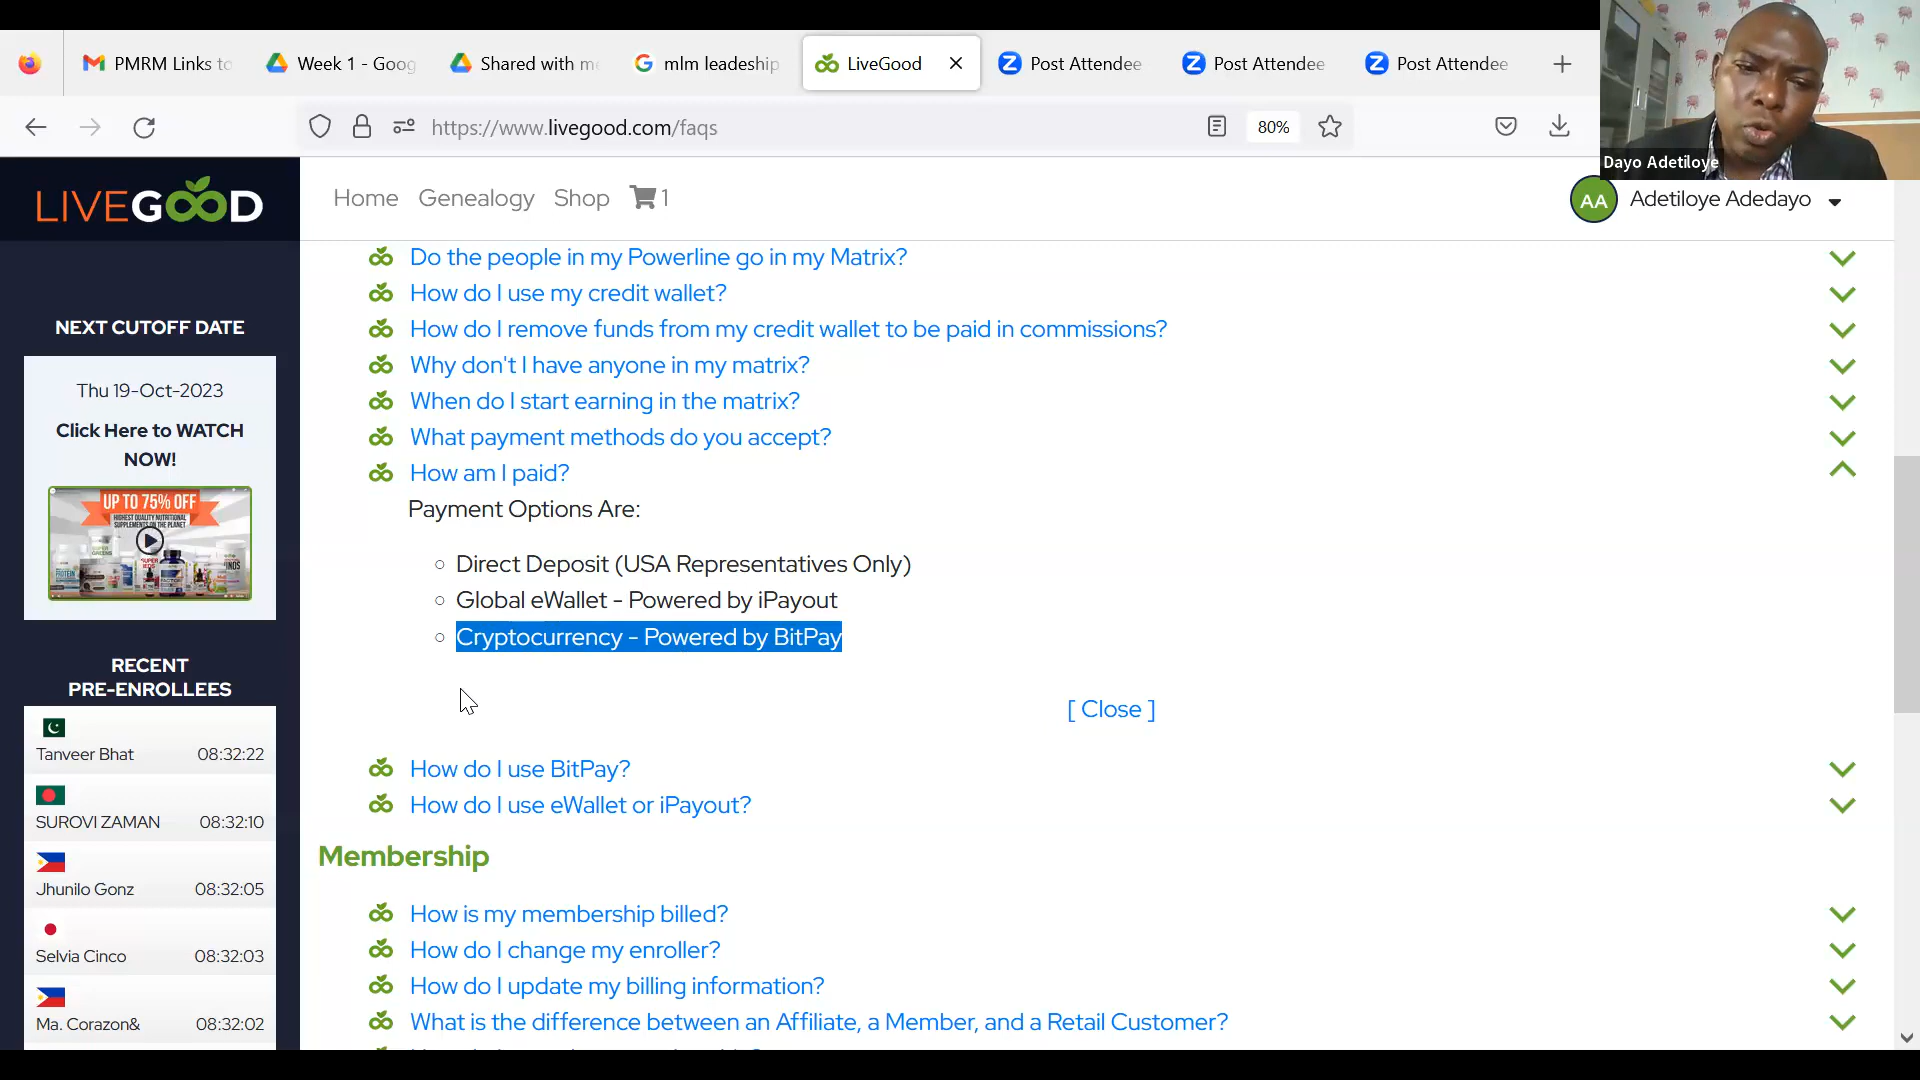 PMRM Links to
Week 1 - Goog
Shared with me
mlm leadeship
LiveGood
Post Attendee
Post Attendee
Post Attendee
https://www.livegood.com/faqs
80%
Dayo Adetiloye
LIVEGOOD
Home
Genealogy
Shop
1
AA
Adetiloye Adedayo
NEXT CUTOFF DATE
Thu 19-Oct-2023
Click Here to WATCH
NOW!
UP TO 75% OFF
HIGHEST QUALITY NUTRITIONAL
SUPPLEMENTS ON THE PLANET
RECENT
PRE-ENROLLEES
Tanveer Bhat 08:32:22
SUROVI ZAMAN 08:32:10
Jhunilo Gonz 08:32:05
Selvia Cinco 08:32:03
Ma. Corazon& 08:32:02
Do the people in my Powerline go in my Matrix?
How do I use my credit wallet?
How do I remove funds from my credit wallet to be paid in commissions?
Why don't I have anyone in my matrix?
When do I start earning in the matrix?
What payment methods do you accept?
How am I paid?
Payment Options Are:
Direct Deposit (USA Representatives Only)
Global eWallet - Powered by iPayout
Cryptocurrency - Powered by BitPay
[ Close ]
How do I use BitPay?
How do I use eWallet or iPayout?
Membership
How is my membership billed?
How do I change my enroller?
How do I update my billing information?
What is the difference between an Affiliate, a Member, and a Retail Customer?